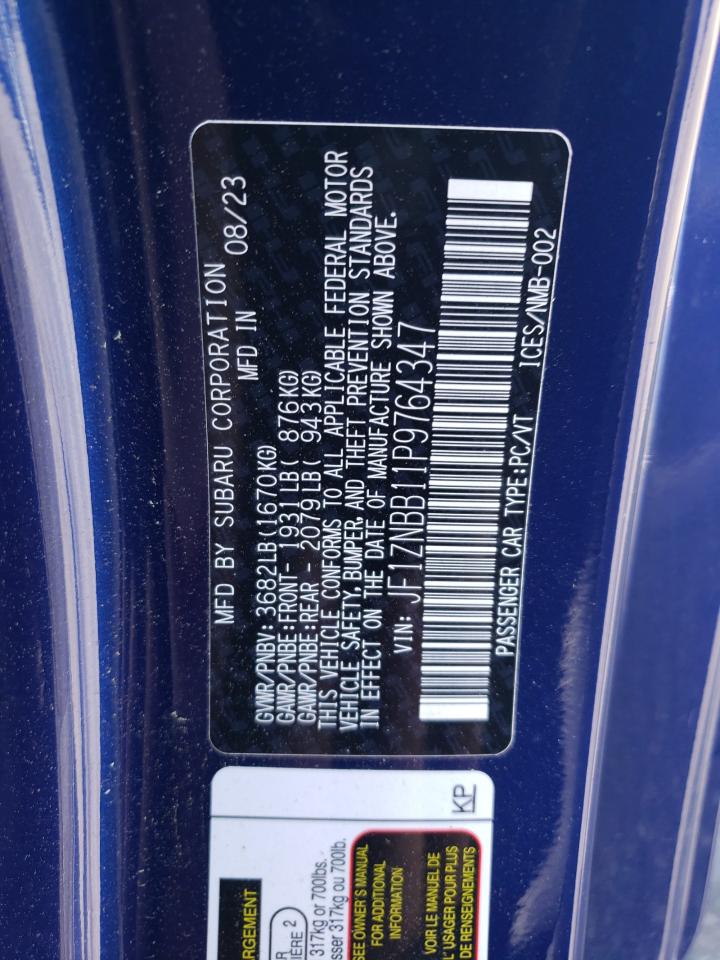 MFD BY SUBARU CORPORATION
MFD IN 08/23
GVWR/PNBV: 3682LB(1670KG)
GAWR/PNBE:FRONT- 1931LB( 876KG)
GAWR/PNBE:REAR - 2079LB( 943KG)
THIS VEHICLE CONFORMS TO ALL APPLICABLE FEDERAL MOTOR
VEHICLE SAFETY, BUMPER, AND THEFT PREVENTION STANDARDS
IN EFFECT ON THE DATE OF MANUFACTURE SHOWN ABOVE.
VIN: JF1ZNBB11P9764347
PASSENGER CAR TYPE:PC/VT ICES/NMB-002
KP
317kg or 700lbs.
317kg ou 700lb.
SEE OWNER'S MANUAL
FOR ADDITIONAL
INFORMATION
VOIR LE MANUEL DE
L'USAGER POUR PLUS
DE RENSEIGNEMENTS